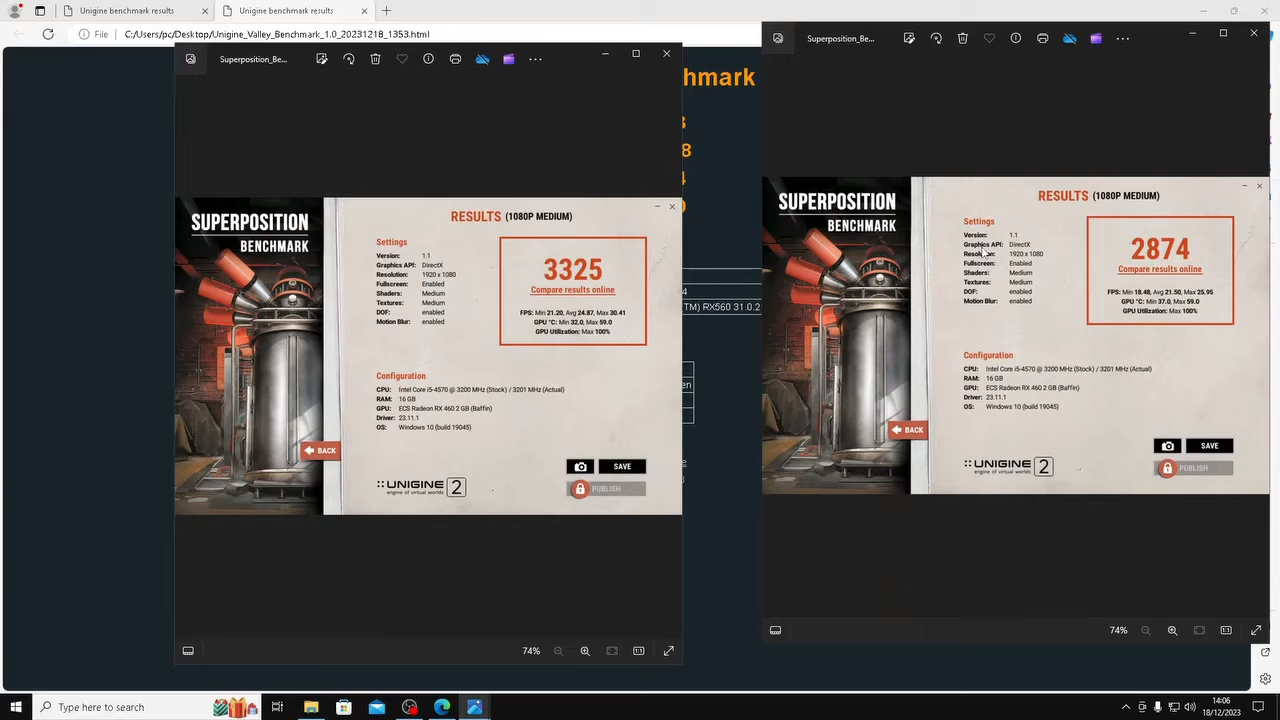 Unigine benchmark results
Unigine benchmark results
File
C:/Users/pc/Desktop/Unigine_Valley_Benchmark_1.0_20231218_1353.html
Superposition_Be...
Superposition_Be...
hmark
8
4
4
TM) RX560 31.0.2
en
SUPERPOSITION
BENCHMARK
RESULTS (1080P MEDIUM)
Settings
Version: 1.1
Graphics API: DirectX
Resolution: 1920 x 1080
Fullscreen: Enabled
Shaders: Medium
Textures: Medium
DOF: enabled
Motion Blur: enabled
3325
Compare results online
FPS: Min 21.20, Avg 24.87, Max 30.41
GPU °C: Min 32.0, Max 59.0
GPU Utilization: Max 100%
Configuration
CPU: Intel Core i5-4570 @ 3200 MHz (Stock) / 3201 MHz (Actual)
RAM: 16 GB
GPU: ECS Radeon RX 460 2 GB (Baffin)
Driver: 23.11.1
OS: Windows 10 (build 19045)
BACK
SAVE
PUBLISH
UNIGINE 2
engine of virtual worlds
74%
SUPERPOSITION
BENCHMARK
RESULTS (1080P MEDIUM)
Settings
Version: 1.1
Graphics API: DirectX
Resolution: 1920 x 1080
Fullscreen: Enabled
Shaders: Medium
Textures: Medium
DOF: enabled
Motion Blur: enabled
2874
Compare results online
FPS: Min 18.48, Avg 21.50, Max 25.95
GPU °C: Min 37.0, Max 59.0
GPU Utilization: Max 100%
Configuration
CPU: Intel Core i5-4570 @ 3200 MHz (Stock) / 3201 MHz (Actual)
RAM: 16 GB
GPU: ECS Radeon RX 460 2 GB (Baffin)
Driver: 23.11.1
OS: Windows 10 (build 19045)
BACK
SAVE
PUBLISH
UNIGINE 2
engine of virtual worlds
74%
Type here to search
14:06
18/12/2023